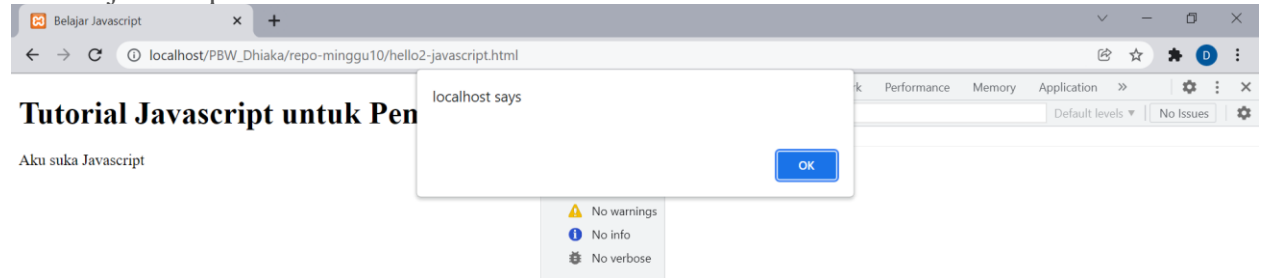 Belajar Javascript
localhost/PBW_Dhiaka/repo-minggu10/hello2-javascript.html
D
localhost says
rk Performance Memory Application »
Tutorial Javascript untuk Pen
Default levels ▼ No Issues
Aku suka Javascript
OK
No warnings
No info
No verbose